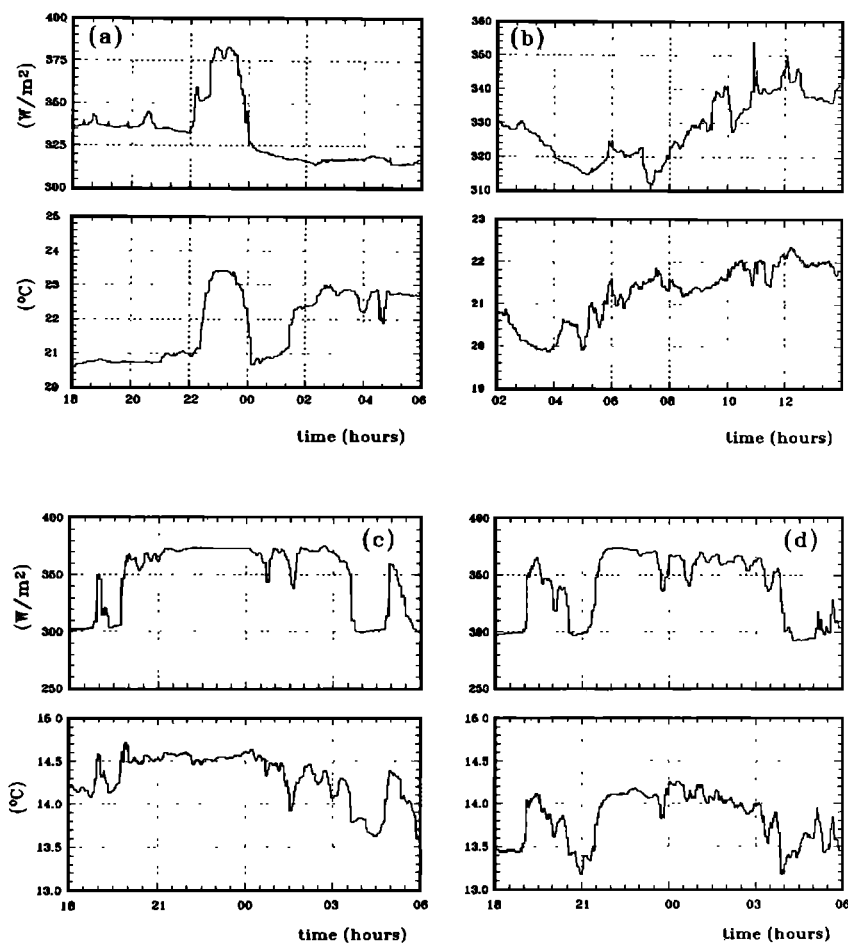 400
375
350
325
300
(W/m2)
(a)
360
350
340
330
320
310
(W/m2)
(b)
25
24
23
22
21
20
(°C)
18 20 22 00 02 04 06
time (hours)
23
22
21
20
19
(°C)
02 04 06 08 10 12
time (hours)
400
350
300
250
(W/m2)
(c)
400
350
300
250
(W/m2)
(d)
15.0
14.5
14.0
13.5
13.0
(°C)
18 21 00 03 06
time (hours)
15.0
14.5
14.0
13.5
13.0
(°C)
18 21 00 03 06
time (hours)